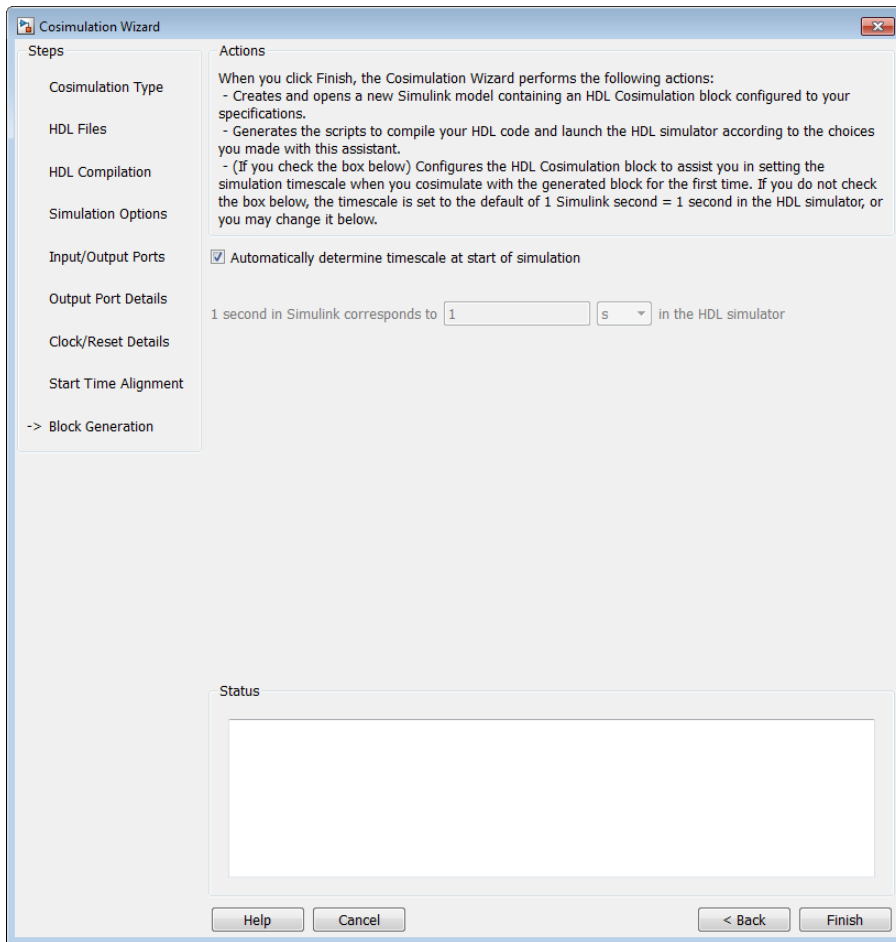 Cosimulation Wizard
Steps
Cosimulation Type
HDL Files
HDL Compilation
Simulation Options
Input/Output Ports
Output Port Details
Clock/Reset Details
Start Time Alignment
-> Block Generation
Actions
When you click Finish, the Cosimulation Wizard performs the following actions:
- Creates and opens a new Simulink model containing an HDL Cosimulation block configured to your
specifications.
- Generates the scripts to compile your HDL code and launch the HDL simulator according to the choices
you made with this assistant.
- (If you check the box below) Configures the HDL Cosimulation block to assist you in setting the
simulation timescale when you cosimulate with the generated block for the first time. If you do not check
the box below, the timescale is set to the default of 1 Simulink second = 1 second in the HDL simulator, or
you may change it below.
Automatically determine timescale at start of simulation
1 second in Simulink corresponds to 1 s in the HDL simulator
Status
Help Cancel < Back Finish